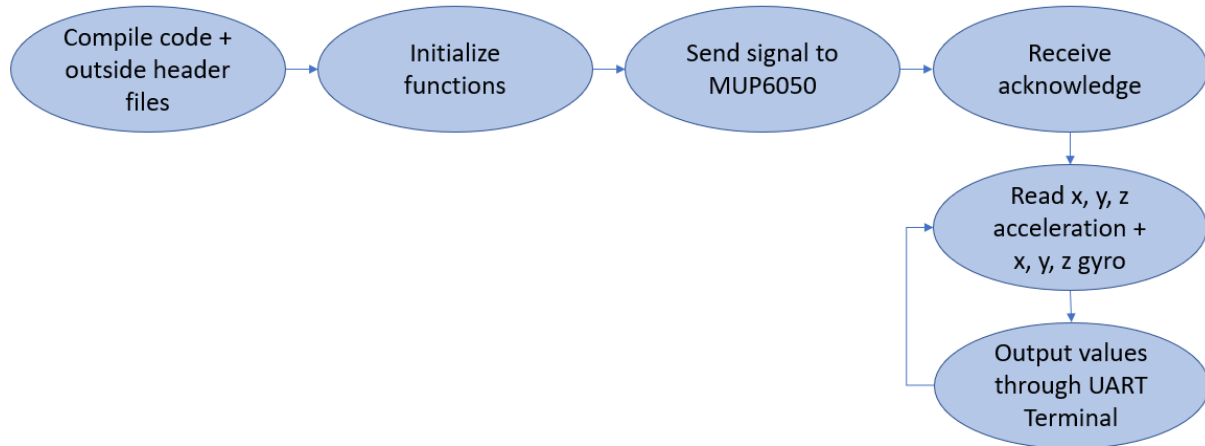 Compile code +
outside header
files
Initialize
functions
Send signal to
MUP6050
Receive
acknowledge
Read x, y, z
acceleration +
x, y, z gyro
Output values
through UART
Terminal